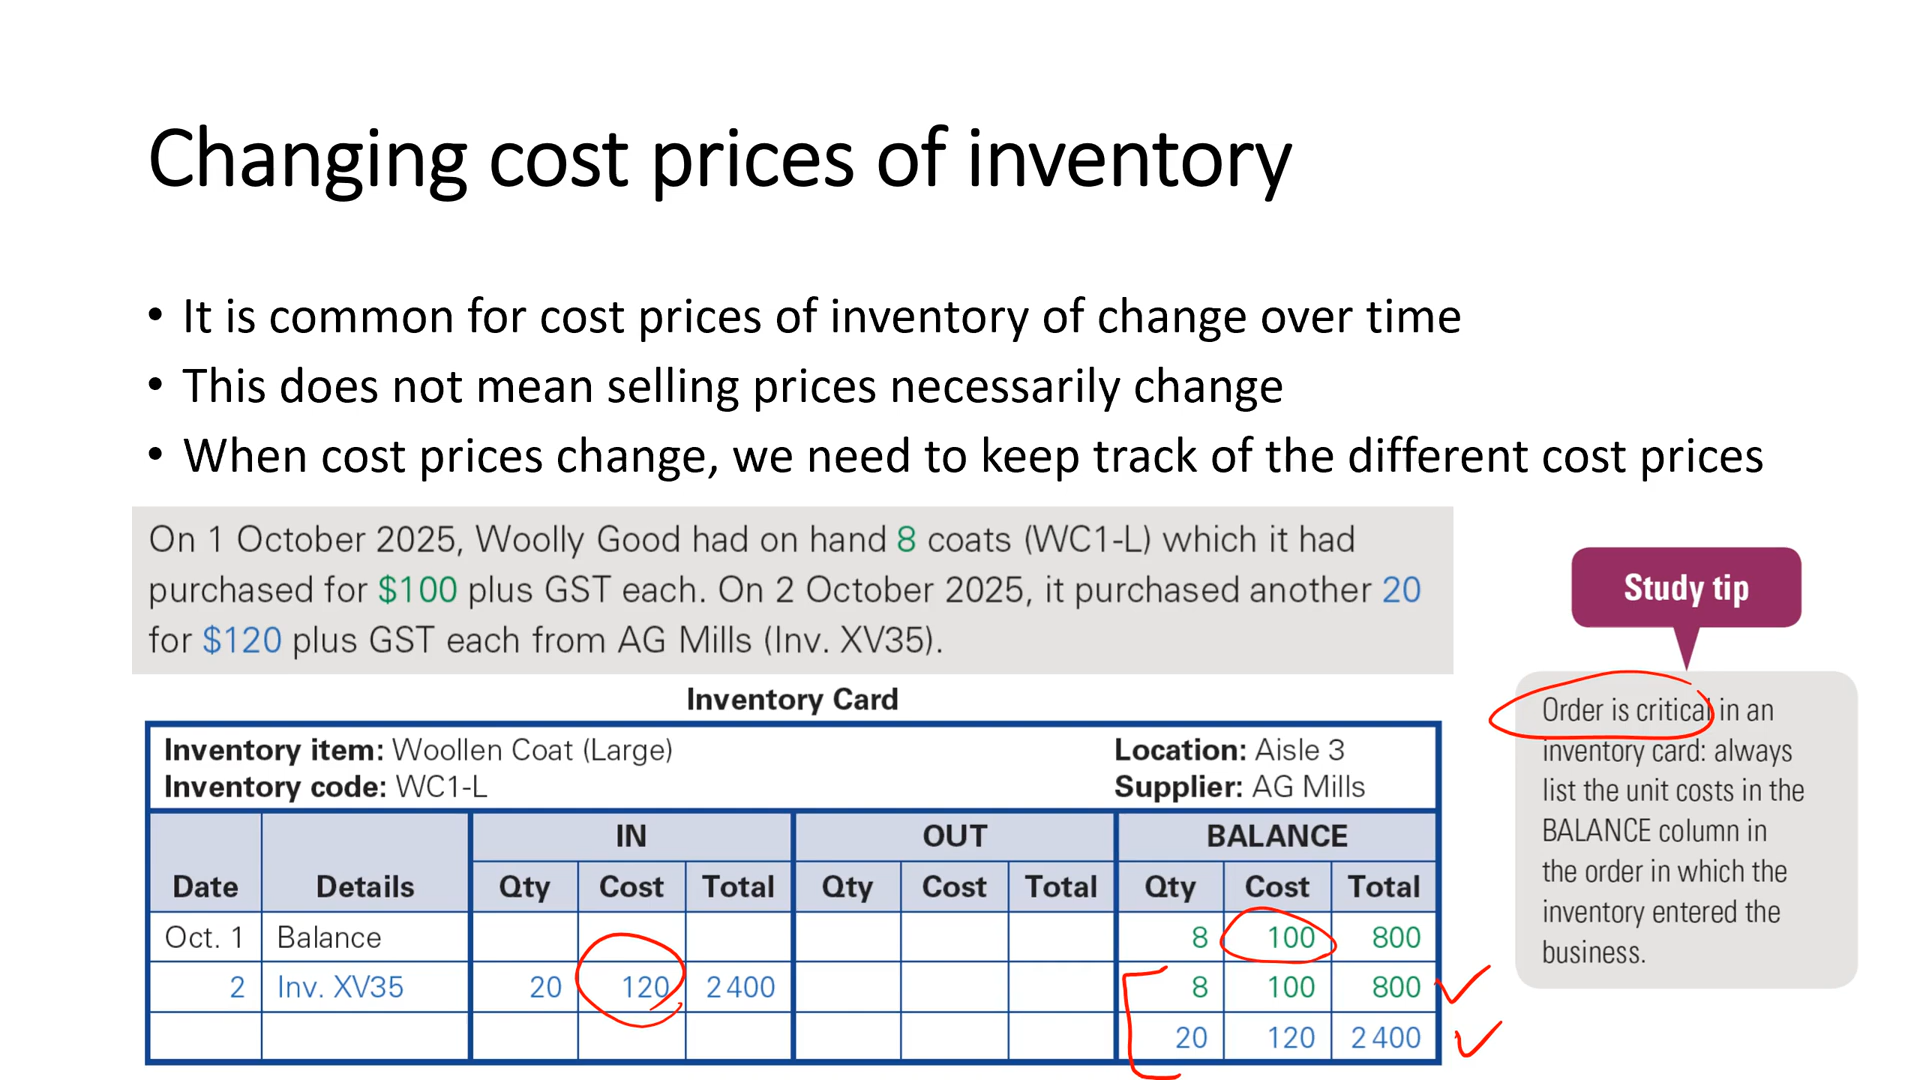 Changing cost prices of inventory
• It is common for cost prices of inventory of change over time
• This does not mean selling prices necessarily change
• When cost prices change, we need to keep track of the different cost prices
On 1 October 2025, Woolly Good had on hand 8 coats (WC1-L) which it had
purchased for $100 plus GST each. On 2 October 2025, it purchased another 20
for $120 plus GST each from AG Mills (Inv. XV35).
Study tip
Order is critical in an
inventory card: always
list the unit costs in the
BALANCE column in
the order in which the
inventory entered the
business.
Inventory Card
Inventory item: Woollen Coat (Large) Location: Aisle 3
Inventory code: WC1-L Supplier: AG Mills
IN OUT BALANCE
Date Details Qty Cost Total Qty Cost Total Qty Cost Total
Oct. 1 Balance 8 100 800
2 Inv. XV35 20 120 2 400 8 100 800
20 120 2 400